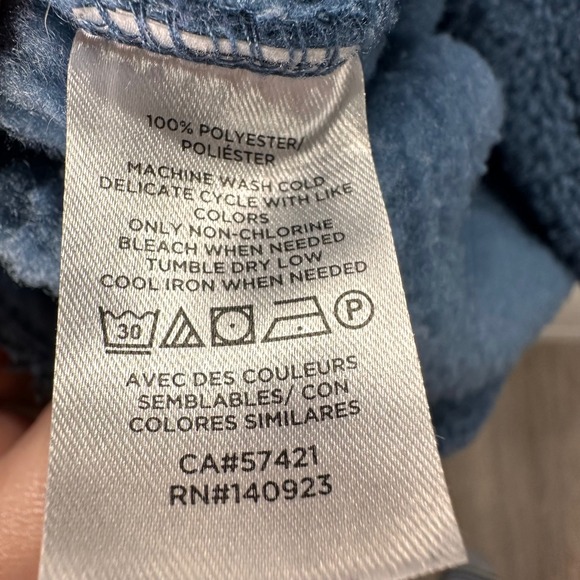 100% POLYESTER/
POLIÉSTER
MACHINE WASH COLD
DELICATE CYCLE WITH LIKE
COLORS
ONLY NON-CHLORINE
BLEACH WHEN NEEDED
TUMBLE DRY LOW
COOL IRON WHEN NEEDED
30 P
AVEC DES COULEURS
SEMBLABLES/ CON
COLORES SIMILARES
CA#57421
RN#140923